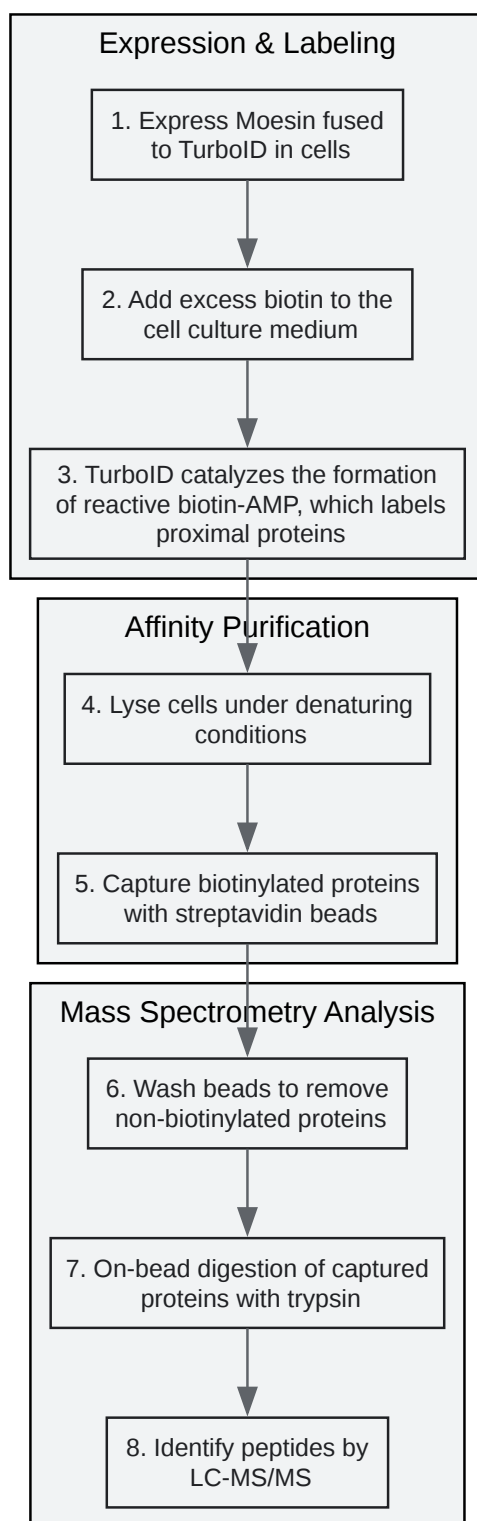 Expression & Labeling
1. Express Moesin fused
to TurboID in cells
2. Add excess biotin to the
cell culture medium
3. TurboID catalyzes the formation
of reactive biotin-AMP, which labels
proximal proteins
Affinity Purification
4. Lyse cells under denaturing
conditions
5. Capture biotinylated proteins
with streptavidin beads
Mass Spectrometry Analysis
6. Wash beads to remove
non-biotinylated proteins
7. On-bead digestion of captured
proteins with trypsin
8. Identify peptides by
LC-MS/MS